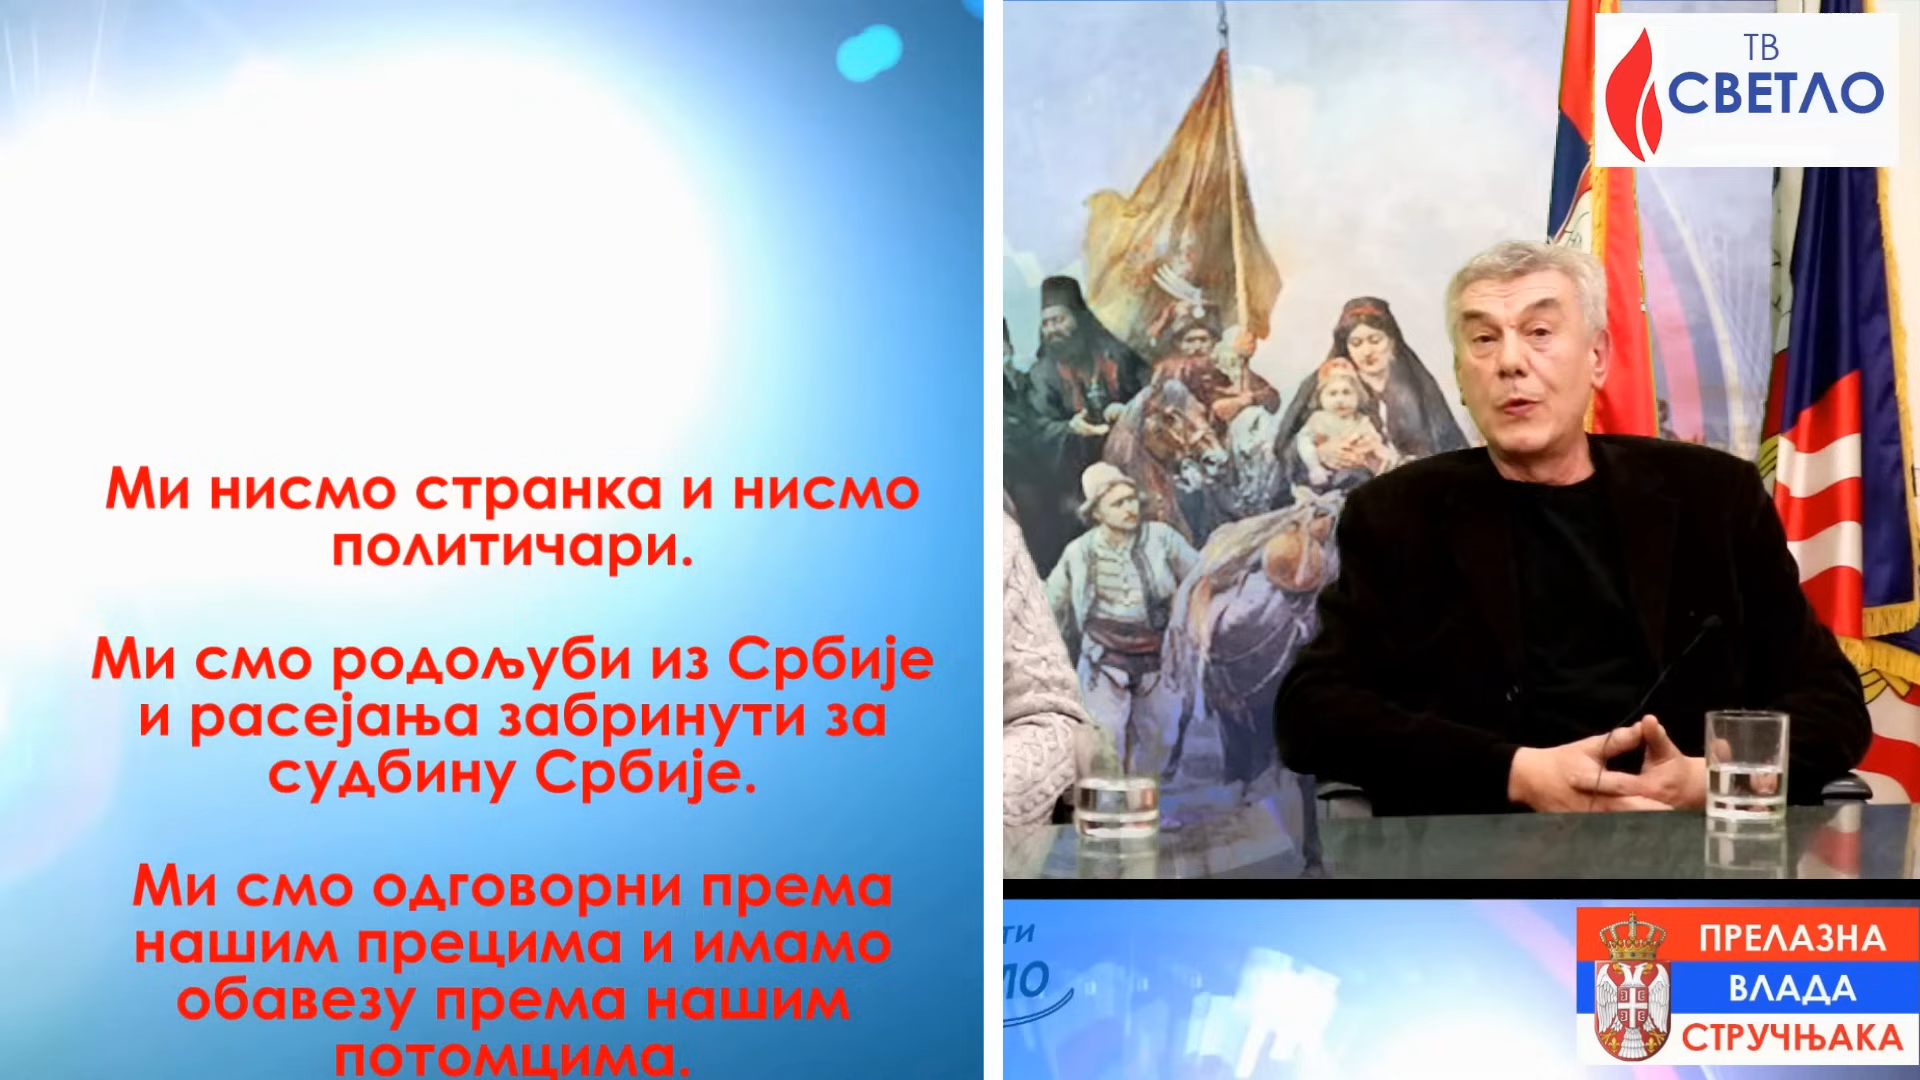 Ми нисмо странка и нисмо
политичари.
Ми смо родољуби из Србије
и расејања забринути за
судбину Србије.
Ми смо одговорни према
нашим прецима и имамо
обавезу према нашим
потомцима.
ТВ
СВЕТЛО
ПРЕЛАЗНА
ВЛАДА
СТРУЧЊАКА